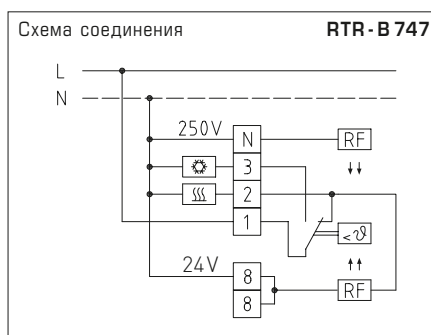 Схема соединения RTR-B 747
L
N
250V N RF
3
2
1 <ϑ
24V 8
8 RF